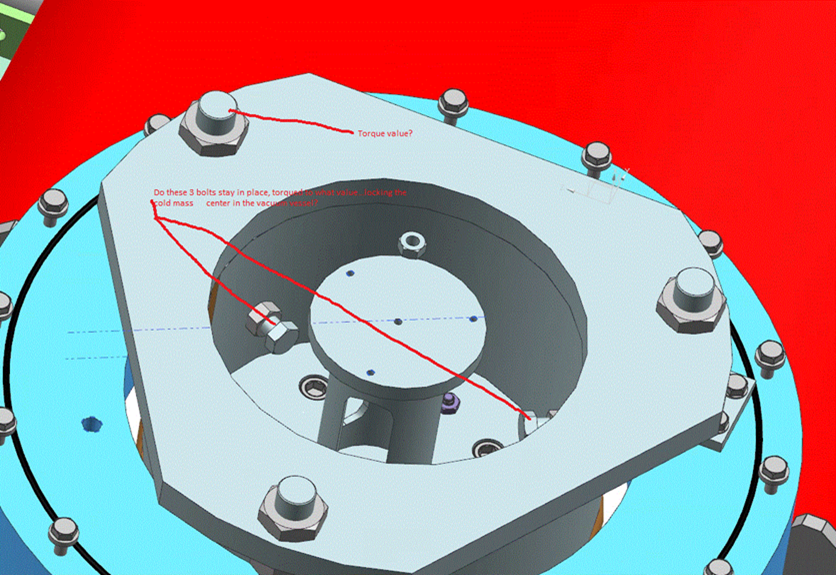 Torque value?
Do these 3 bolts stay in place, torqued to what value, locking the
cold mass center in the vacuum vessel?